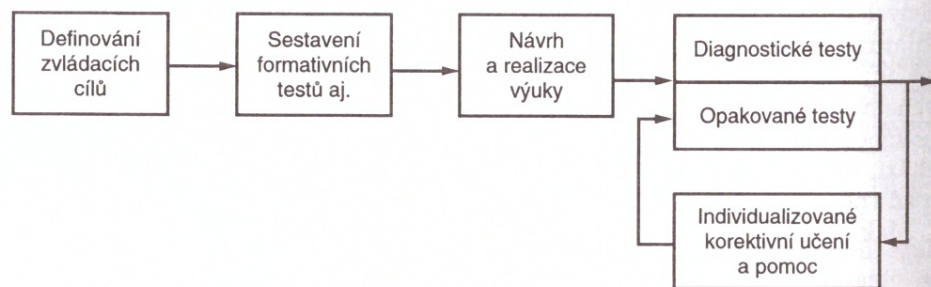 Definování
zvládacích
cílů
Sestavení
formativních
testů aj.
Návrh
a realizace
výuky
Diagnostické testy
Opakované testy
Individualizované
korektivní učení
a pomoc